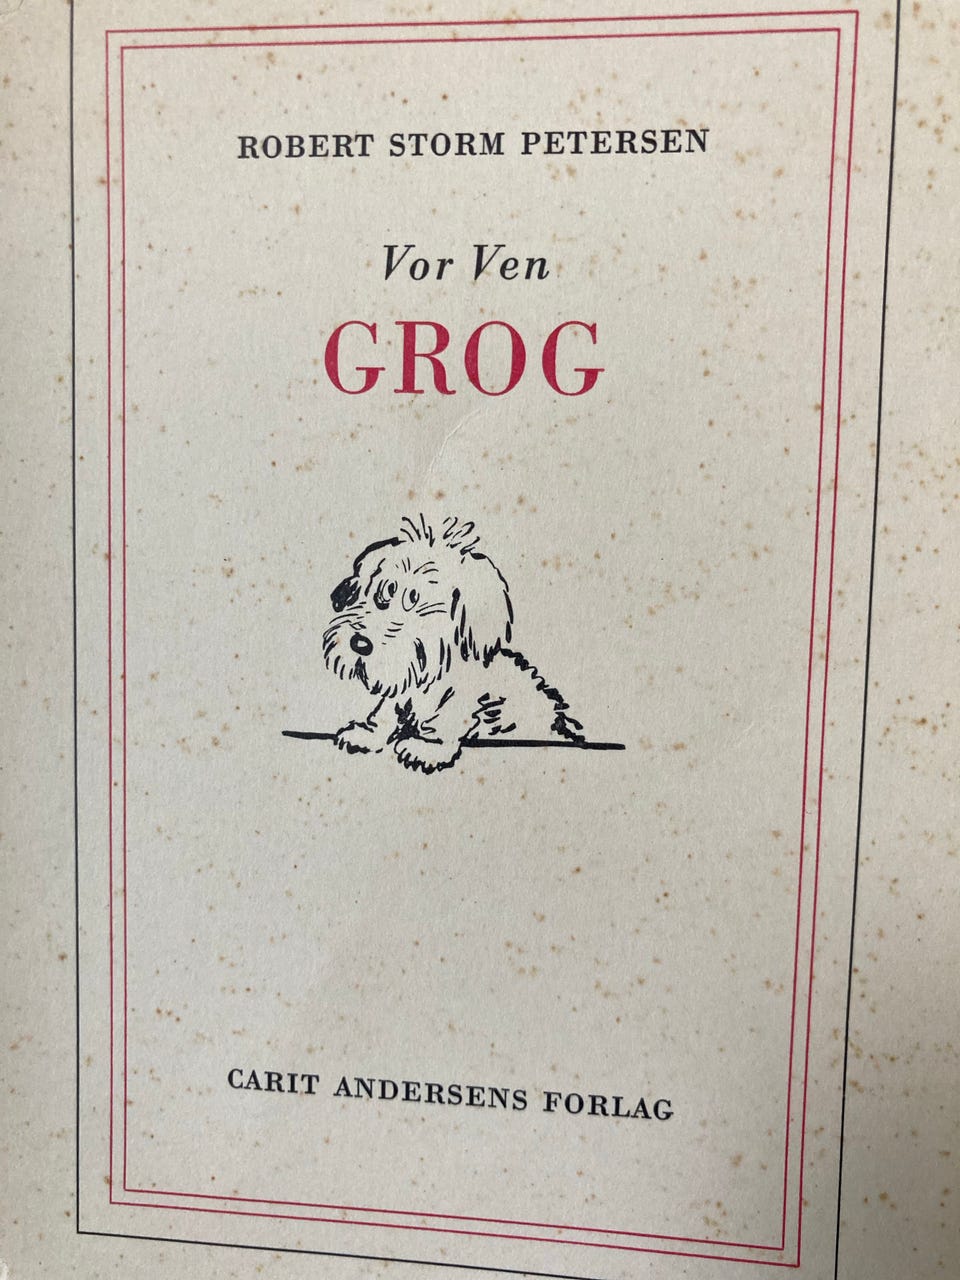 ROBERT STORM PETERSEN
Vor Ven
GROG
CARIT ANDERSENS FORLAG